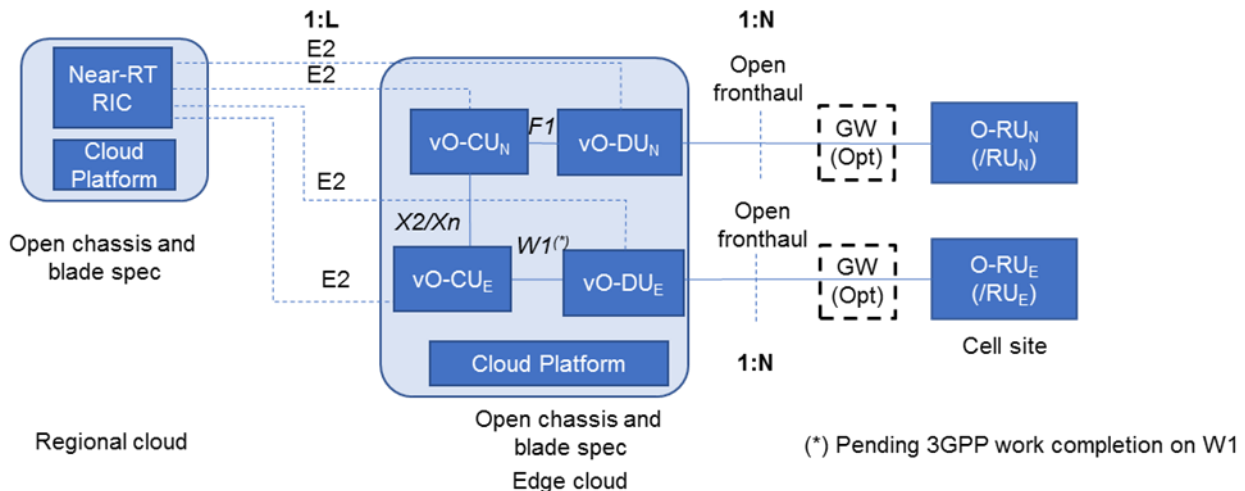 1:L
1:N
E2
E2
Near-RT
RIC
Cloud
Platform
Open chassis and
blade spec
E2
E2
vO-CUN
F1
vO-DUN
X2/Xn
vO-CUE
W1(*)
vO-DUE
Cloud Platform
Open
fronthaul
GW
(Opt)
O-RUN
(/RUN)
Open
fronthaul
GW
(Opt)
O-RUE
(/RUE)
1:N
Cell site
Regional cloud
Open chassis and
blade spec
Edge cloud
(*) Pending 3GPP work completion on W1